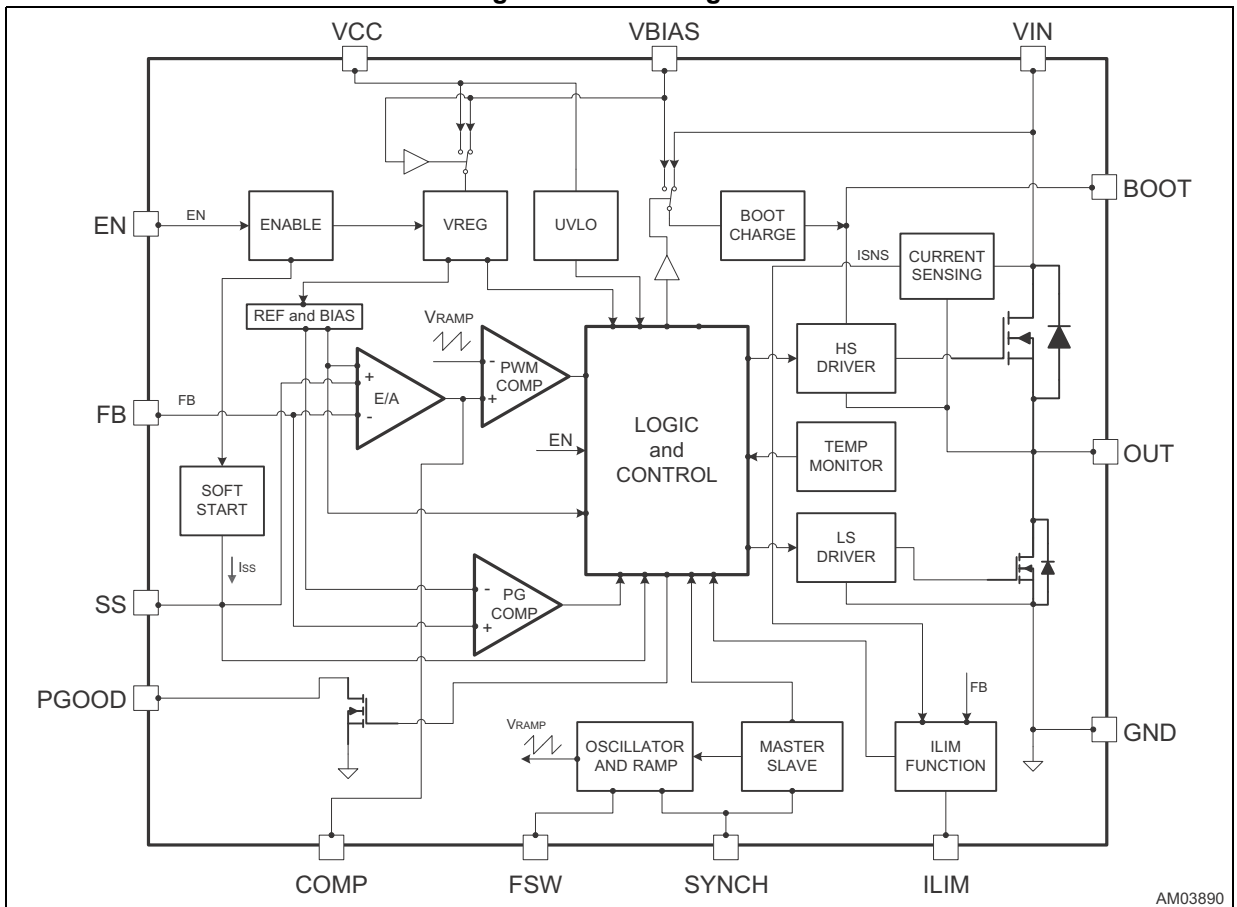 VCC
VBIAS
VIN
BOOT
EN
EN
ENABLE
VREG
UVLO
BOOT
CHARGE
ISNS
CURRENT
SENSING
REF and BIAS
VRAMP
-
PWM
COMP
+
HS
DRIVER
+
E/A
-
FB
FB
LOGIC
and
CONTROL
EN
TEMP
MONITOR
OUT
SOFT
START
LS
DRIVER
ISS
-
PG
COMP
+
SS
PGOOD
FB
VRAMP
OSCILLATOR
AND RAMP
MASTER
SLAVE
ILIM
FUNCTION
GND
COMP
FSW
SYNCH
ILIM
AM03890